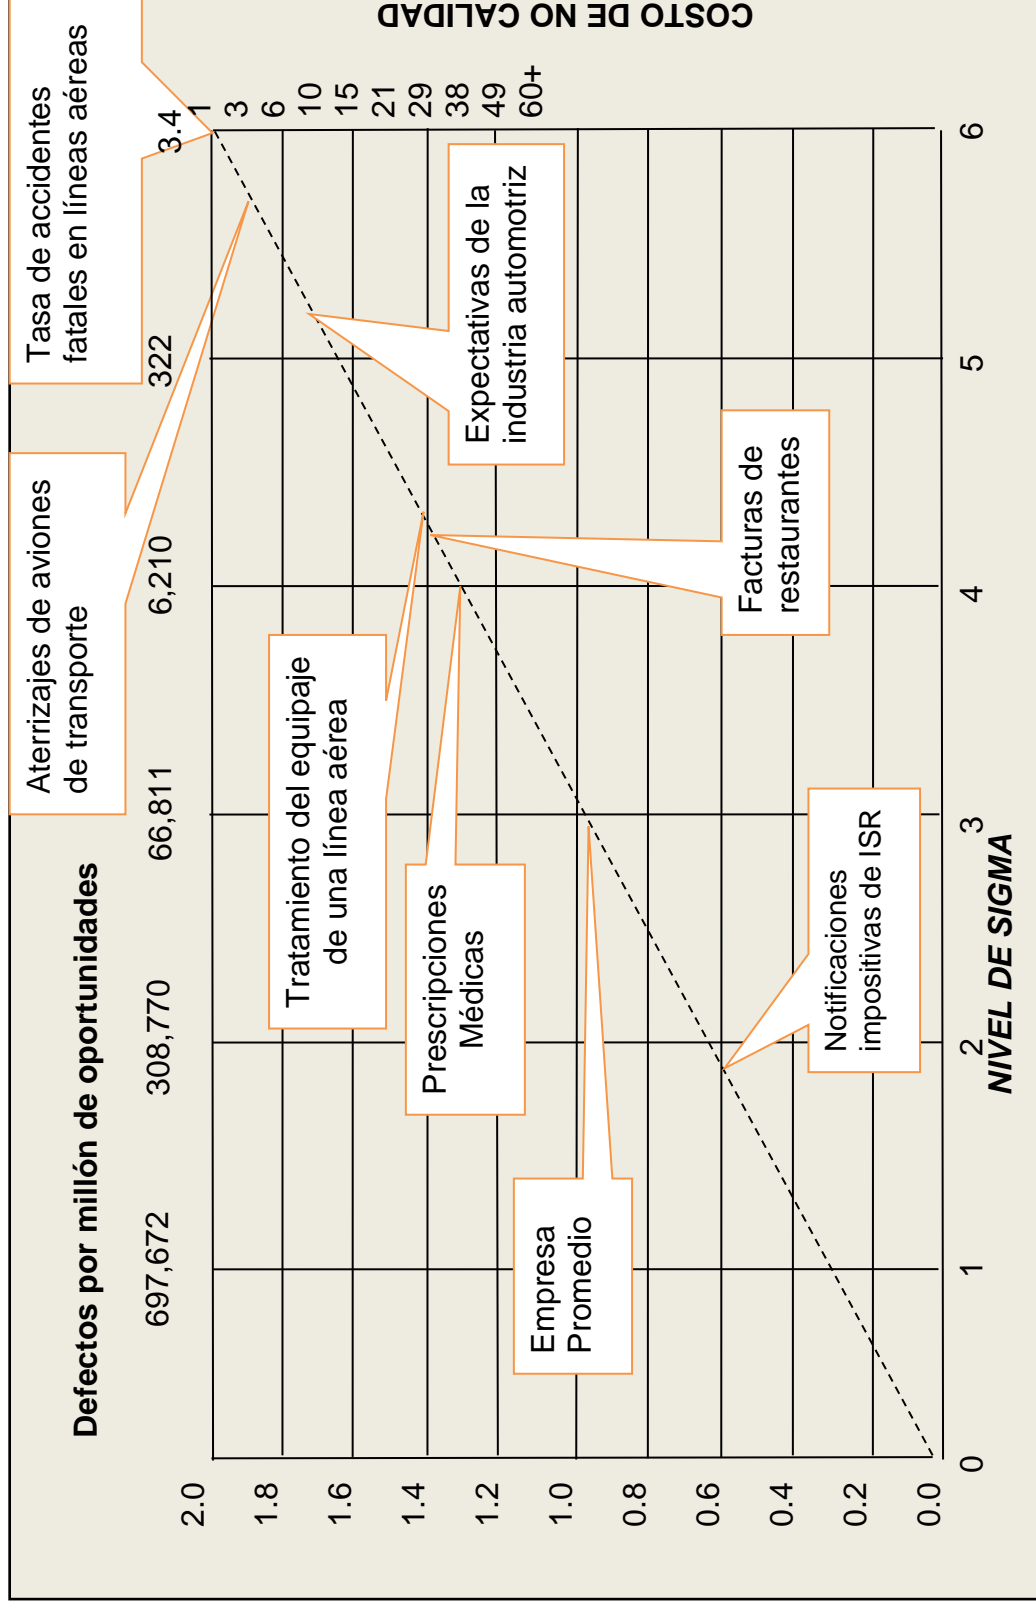 Defectos por millón de oportunidades
Aterrizajes de aviones
de transporte
Tasa de accidentes
fatales en líneas aéreas
697,672
308,770
66,811
6,210
322
3.4
2.0
1.8
1.6
1.4
1.2
1.0
0.8
0.6
0.4
0.2
0.0
Tratamiento del equipaje
de una línea aérea
Prescripciones
Médicas
Empresa
Promedio
Expectativas de la
industria automotriz
Facturas de
restaurantes
Notificaciones
impositivas de ISR
1
3
6
10
15
21
29
38
49
60+
COSTO DE NO CALIDAD
0
1
2
3
4
5
6
NIVEL DE SIGMA